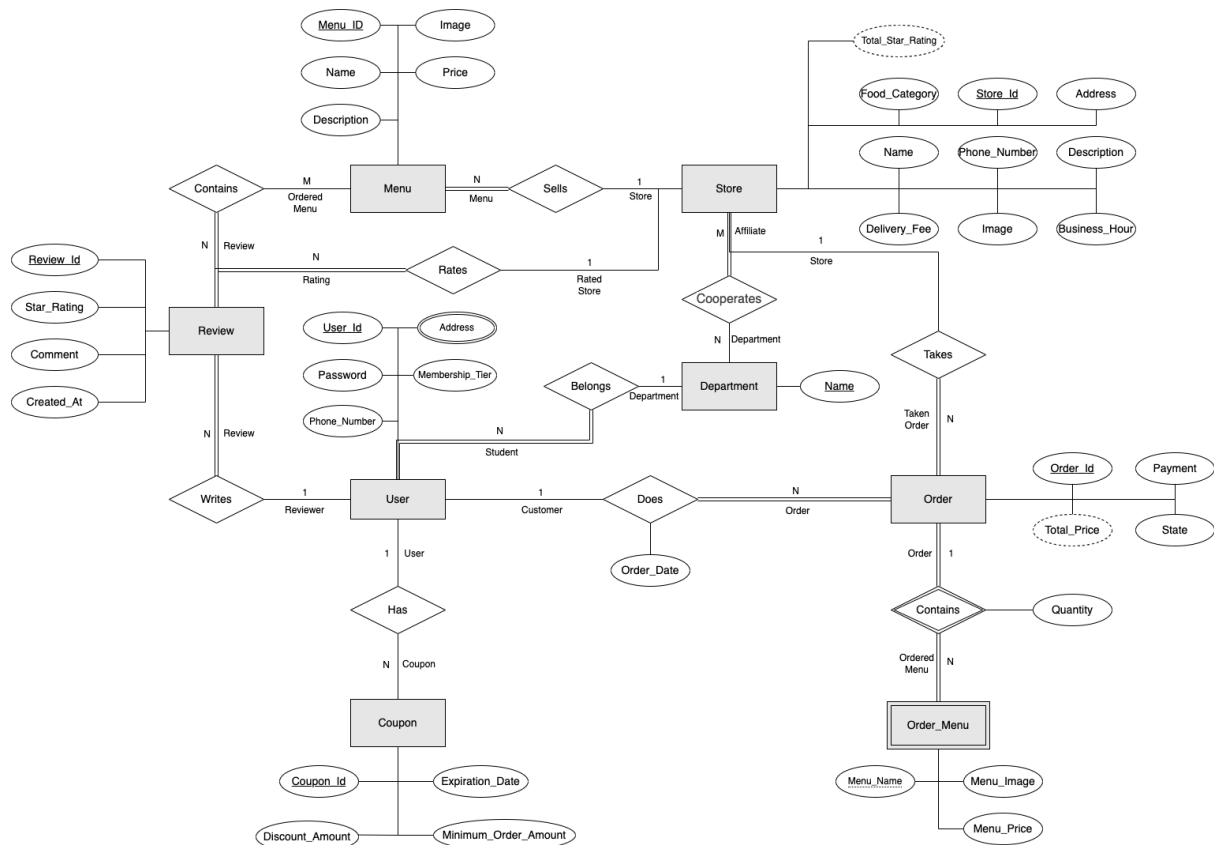 Menu_ID
Image
Name
Price
Description
Total_Star_Rating
Food_Category
Store_Id
Address
Name
Phone_Number
Description
Delivery_Fee
Image
Business_Hour
Contains
M
Ordered
Menu
Menu
N
Menu
Sells
1
Store
Store
N
Review
M
Affiliate
1
Store
Review_Id
Star_Rating
Comment
Created_At
N
Rating
Rates
1
Rated
Store
Cooperates
Review
User_Id
Address
Password
Membership_Tier
Phone_Number
N
Department
Belongs
1
Department
Department
Name
Takes
N
Student
Taken
Order
N
N
Review
Writes
1
Reviewer
User
1
Customer
Does
N
Order
Order
Order_Id
Payment
Total_Price
State
Order_Date
1
User
Order
1
Has
Contains
Quantity
N
Coupon
Ordered
Menu
N
Coupon
Order_Menu
Coupon_Id
Expiration_Date
Discount_Amount
Minimum_Order_Amount
Menu_Name
Menu_Image
Menu_Price